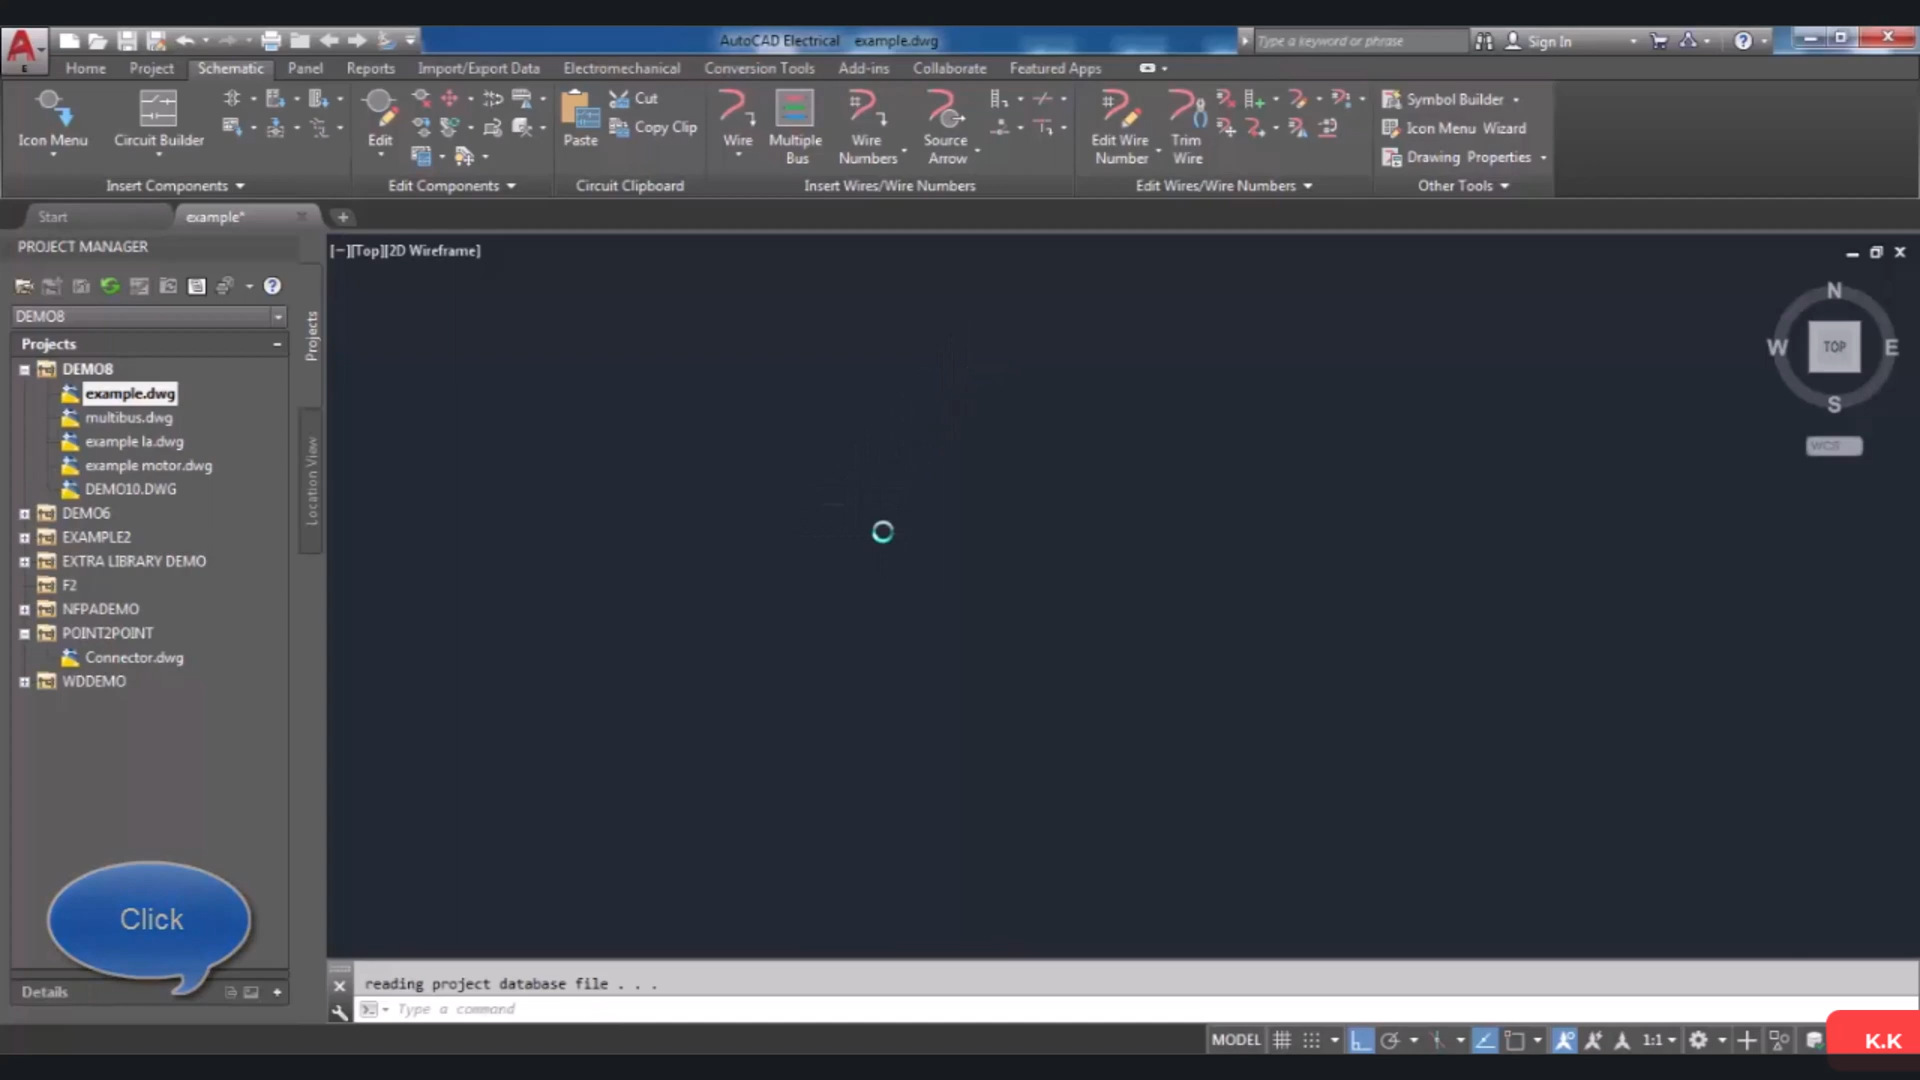 AutoCAD Electrical example.dwg
Type a keyword or phrase
Sign In
Home Project Schematic Panel Reports Import/Export Data Electromechanical Conversion Tools Add-ins Collaborate Featured Apps
Icon Menu
Circuit Builder
Edit
Paste
Cut
Copy Clip
Wire
Multiple Bus
Wire Numbers
Source Arrow
Edit Wire Number
Trim Wire
Symbol Builder
Icon Menu Wizard
Drawing Properties
Insert Components
Edit Components
Circuit Clipboard
Insert Wires/Wire Numbers
Edit Wires/Wire Numbers
Other Tools
Start
example*
PROJECT MANAGER
[−][Top][2D Wireframe]
DEMO8
Projects
DEMO8
example.dwg
multibus.dwg
example la.dwg
example motor.dwg
DEMO10.DWG
DEMO6
EXAMPLE2
EXTRA LIBRARY DEMO
F2
NFPADEMO
POINT2POINT
Connector.dwg
WDDEMO
Projects
Location View
N
W TOP E
S
WCS
Click
Details
reading project database file . . .
Type a command
MODEL
1:1
K.K